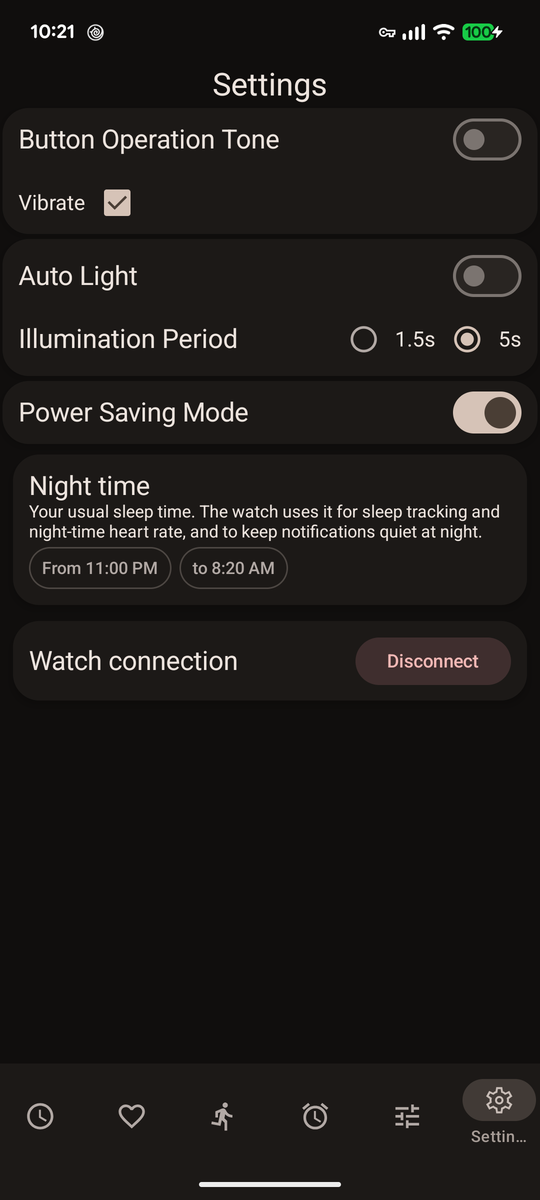 10:21
100
Settings
Button Operation Tone
Vibrate
Auto Light
Illumination Period
1.5s
5s
Power Saving Mode
Night time
Your usual sleep time. The watch uses it for sleep tracking and
night-time heart rate, and to keep notifications quiet at night.
From 11:00 PM
to 8:20 AM
Watch connection
Disconnect
Settin…